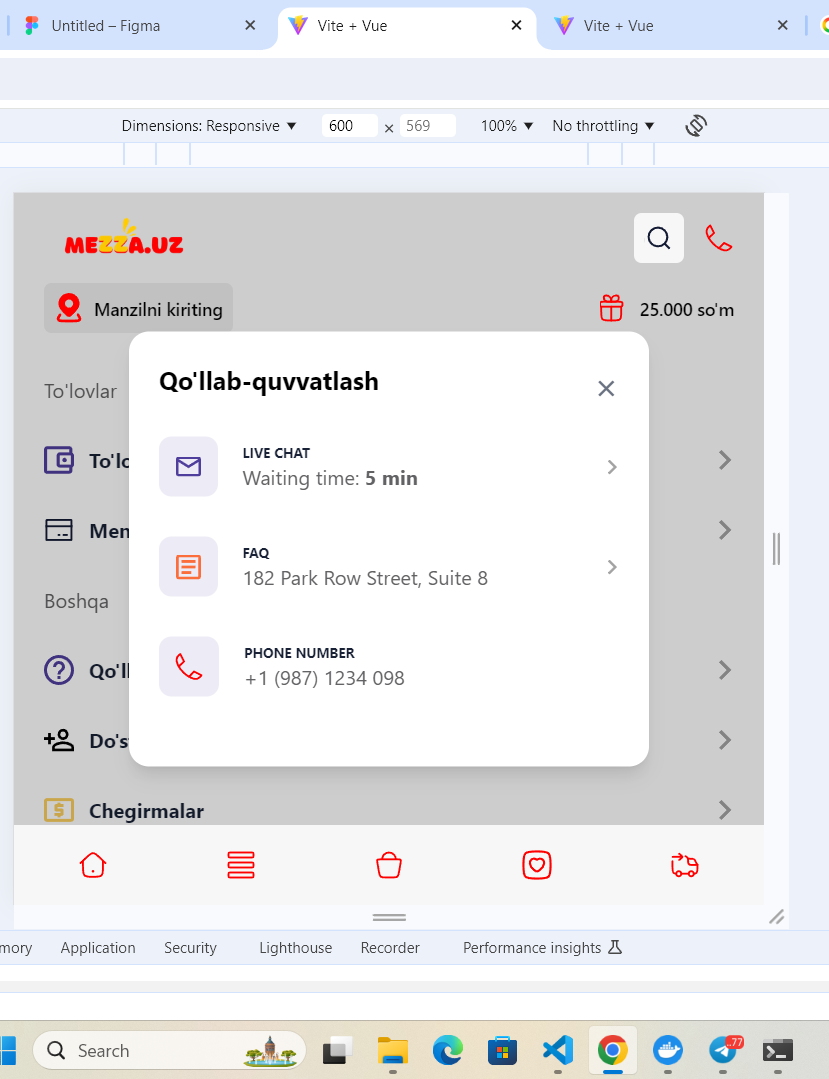 Untitled – Figma
Vite + Vue
Vite + Vue
Dimensions: Responsive
600 × 569
100%
No throttling
MEZZA.UZ
Manzilni kiriting
25.000 so'm
Qo'llab-quvvatlash
To'lovlar
LIVE CHAT
Waiting time: 5 min
To'lo
Men
FAQ
182 Park Row Street, Suite 8
Boshqa
PHONE NUMBER
+1 (987) 1234 098
Qo'll
Do's
Chegirmalar
mory
Application
Security
Lighthouse
Recorder
Performance insights
Search
..77